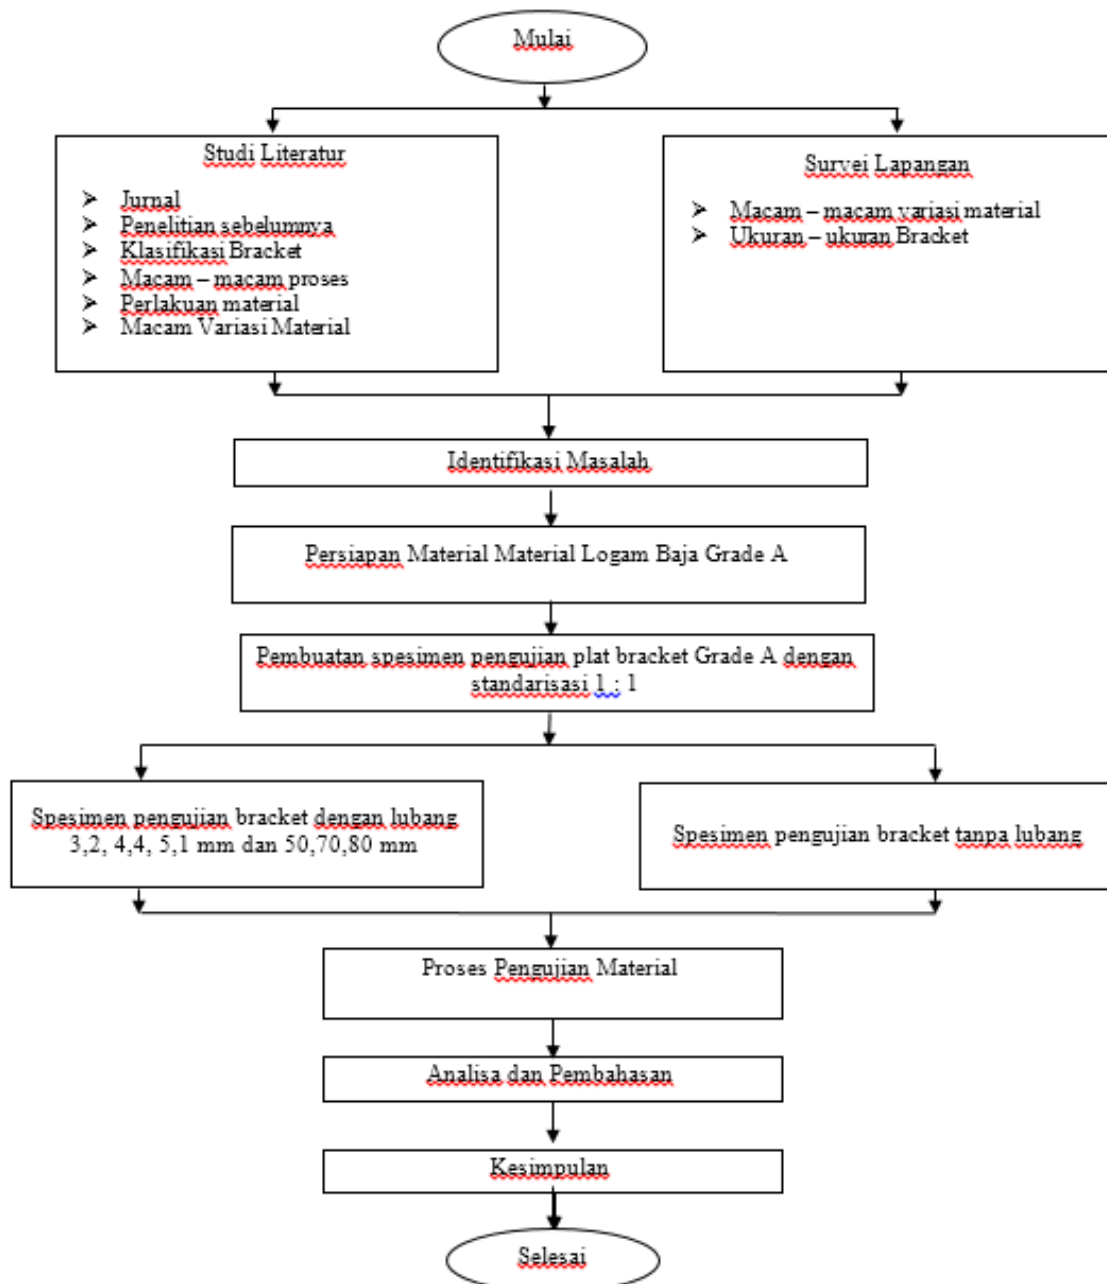 Mulai
Studi Literatur
➤ Jurnal
➤ Penelitian sebelumnya
➤ Klasifikasi Bracket
➤ Macam – macam proses
➤ Perlakuan material
➤ Macam Variasi Material
Survei Lapangan
➤ Macam – macam variasi material
➤ Ukuran – ukuran Bracket
Identifikasi Masalah
Persiapan Material Material Logam Baja Grade A
Pembuatan spesimen pengujian plat bracket Grade A dengan
standarisasi 1 : 1
Spesimen pengujian bracket dengan lubang
3,2, 4,4, 5,1 mm dan 50,70,80 mm
Spesimen pengujian bracket tanpa lubang
Proses Pengujian Material
Analisa dan Pembahasan
Kesimpulan
Selesai